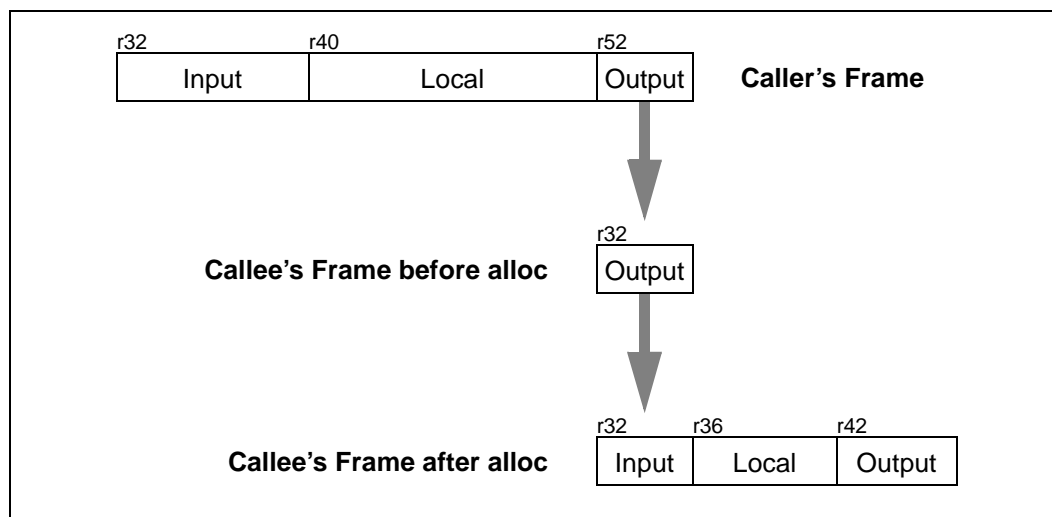 r32 r40 r52
Input Local Output Caller's Frame
r32
Callee's Frame before alloc Output
r32 r36 r42
Callee's Frame after alloc Input Local Output